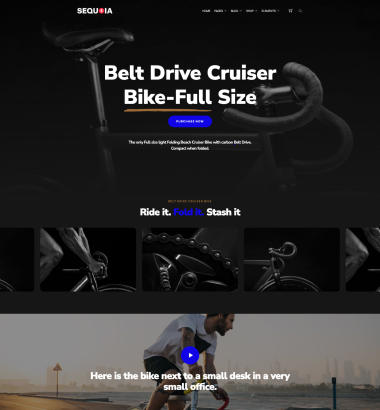 SEQUOIA
HOME PAGES BLOG SHOP ELEMENTS
Belt Drive Cruiser
Bike-Full Size
PURCHASE NOW
The only Full size light Folding Beach Cruiser Bike with carbon Belt Drive.
Compact when folded.
BELT DRIVE CRUISER BIKE
Ride it. Fold it. Stash it
Here is the bike next to a small desk in a very
small office.